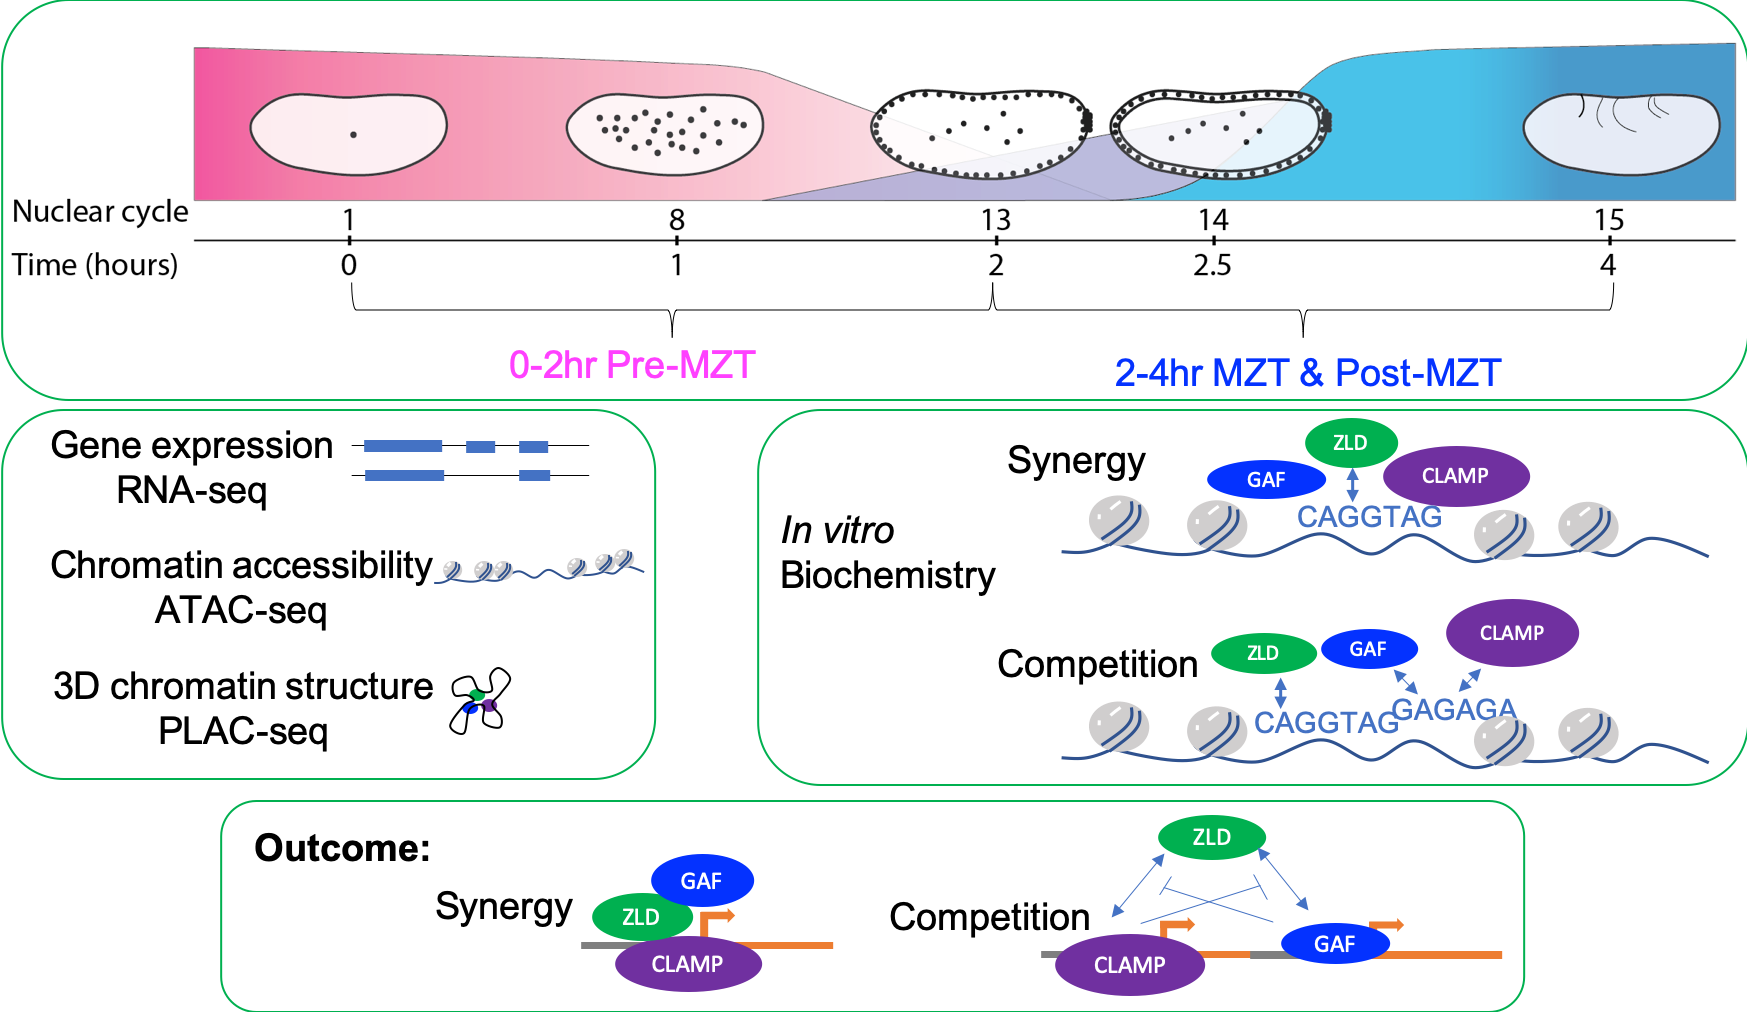 Nuclear cycle 1 8 13 14 15
Time (hours) 0 1 2 2.5 4
0-2hr Pre-MZT
2-4hr MZT & Post-MZT
Gene expression
RNA-seq
Chromatin accessibility
ATAC-seq
3D chromatin structure
PLAC-seq
In vitro
Biochemistry
Synergy
ZLD
GAF
CLAMP
CAGGTAG
Competition
ZLD
GAF
CLAMP
CAGGTAG
GAGAGA
Outcome:
Synergy
GAF
ZLD
CLAMP
Competition
ZLD
CLAMP
GAF